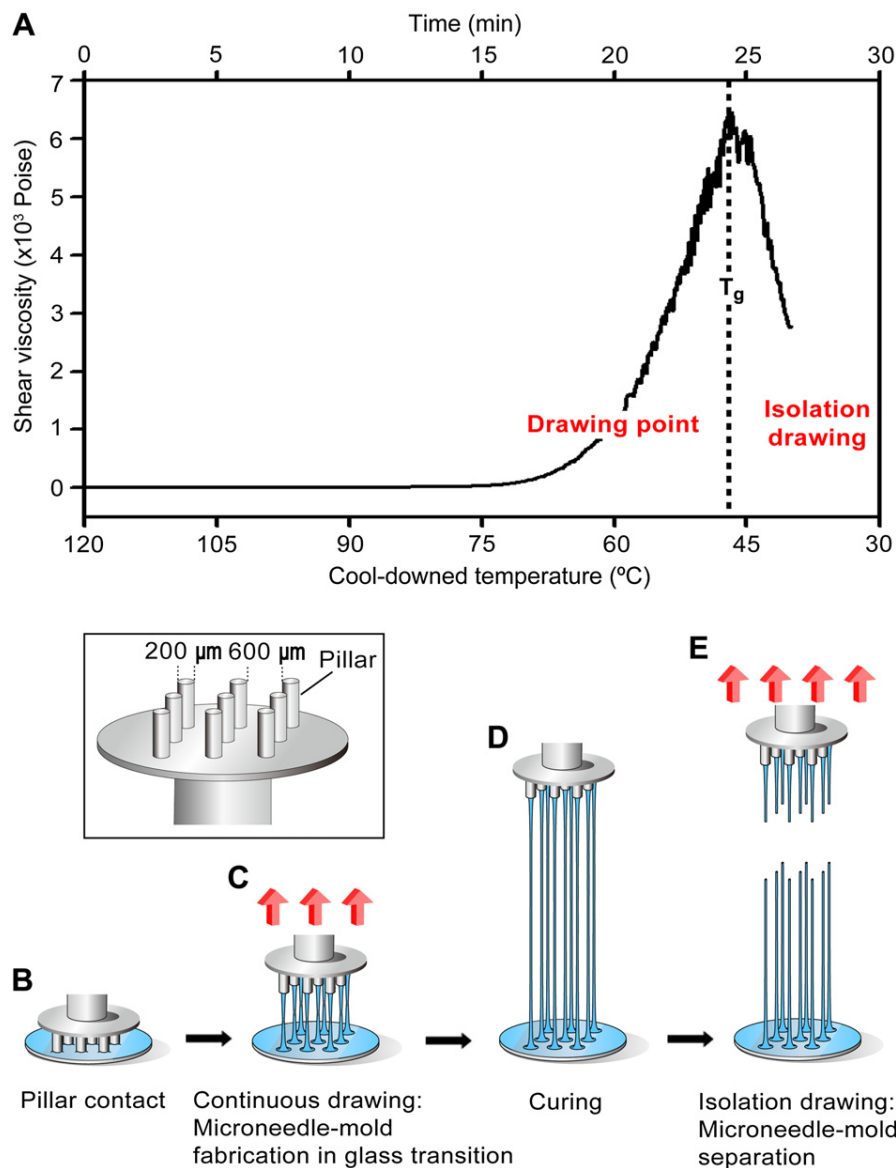 A
Time (min)
0 5 10 15 20 25 30
Shear viscosity (x10³ Poise)
7
6
5
4
3
2
1
0
Tg
Drawing point
Isolation
drawing
120 105 90 75 60 45 30
Cool-downed temperature (ºC)
200 μm 600 μm
Pillar
B
Pillar contact
C
Continuous drawing:
Microneedle-mold
fabrication in glass transition
D
Curing
E
Isolation drawing:
Microneedle-mold
separation